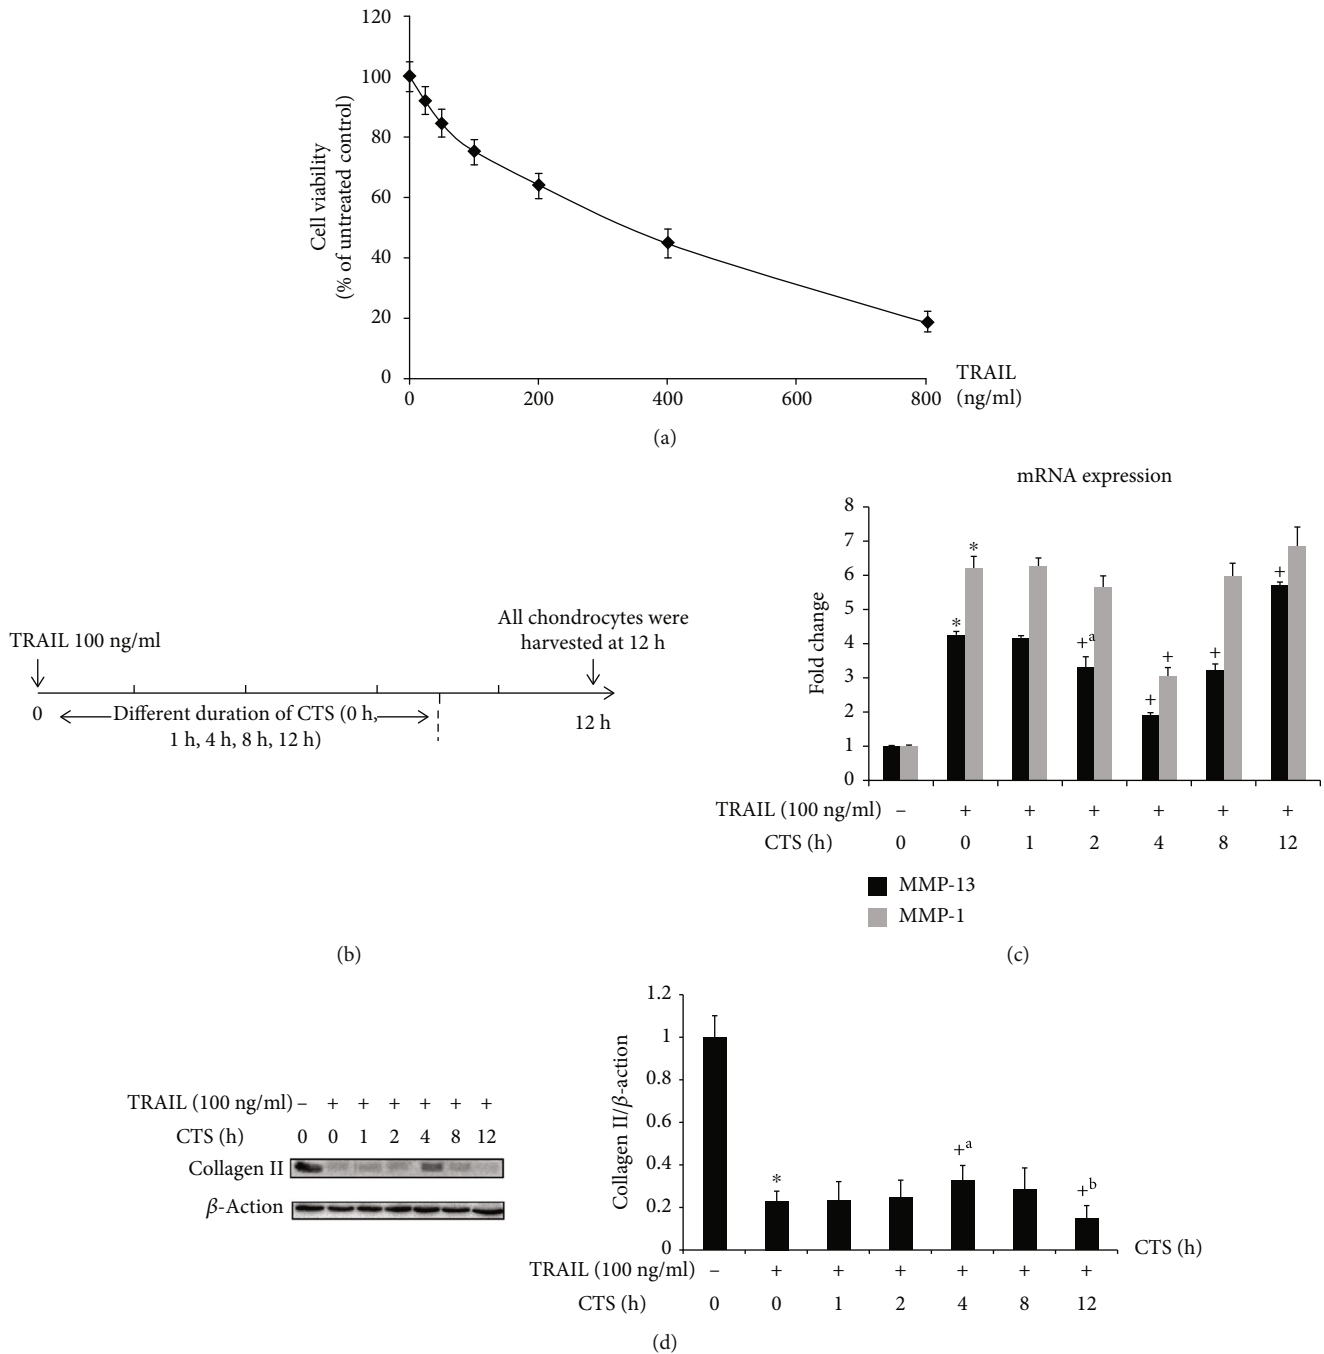 120
100
80
60
40
20
0
Cell viability
(% of untreated control)
0 200 400 600 800
TRAIL
(ng/ml)
(a)
TRAIL 100 ng/ml
All chondrocytes were
harvested at 12 h
0
Different duration of CTS (0 h,
1 h, 4 h, 8 h, 12 h)
12 h
(b)
mRNA expression
8
7
6
5
4
3
2
1
0
Fold change
* * +a + + + +
TRAIL (100 ng/ml) – + + + + + +
CTS (h) 0 0 1 2 4 8 12
MMP-13
MMP-1
(c)
TRAIL (100 ng/ml) – + + + + + +
CTS (h) 0 0 1 2 4 8 12
Collagen II
β-Action
1.2
1
0.8
0.6
0.4
0.2
0
Collagen II/β-action
* +a +b
CTS (h)
TRAIL (100 ng/ml) – + + + + + +
CTS (h) 0 0 1 2 4 8 12
(d)